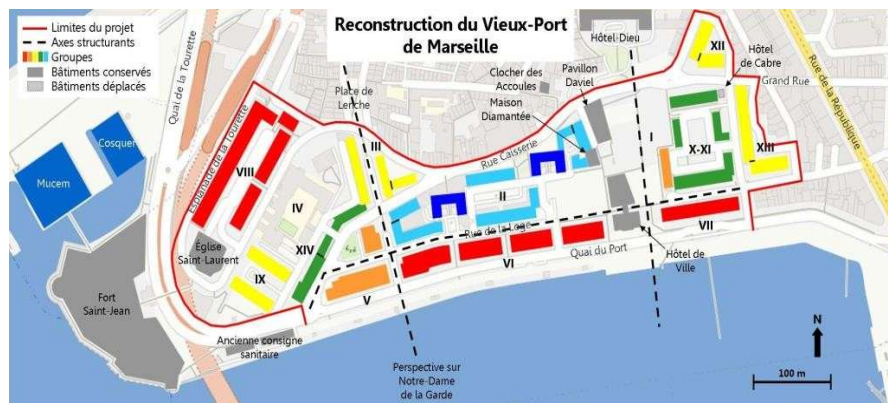 Reconstruction du Vieux-Port
de Marseille
Limites du projet
Axes structurants
Groupes
Bâtiments conservés
Bâtiments déplacés
Quai de la Tourette
Cosquer
Mucem
Esplanade de la Tourette
VIII
Église
Saint-Laurent
Fort
Saint-Jean
IX
IV
XIV
Ancienne consigne
sanitaire
Place de
Lenche
III
Rue Caisserie
Clocher des
Accoules
Maison
Diamantée
Pavillon
Daviel
Hôtel-Dieu
II
Rue de la Loge
V
VI
Quai du Port
Hôtel de
Ville
VII
I
X-XI
XII
XIII
Hôtel
de Cabre
Grand Rue
Rue de la République
Perspective sur
Notre-Dame
de la Garde
N
100 m